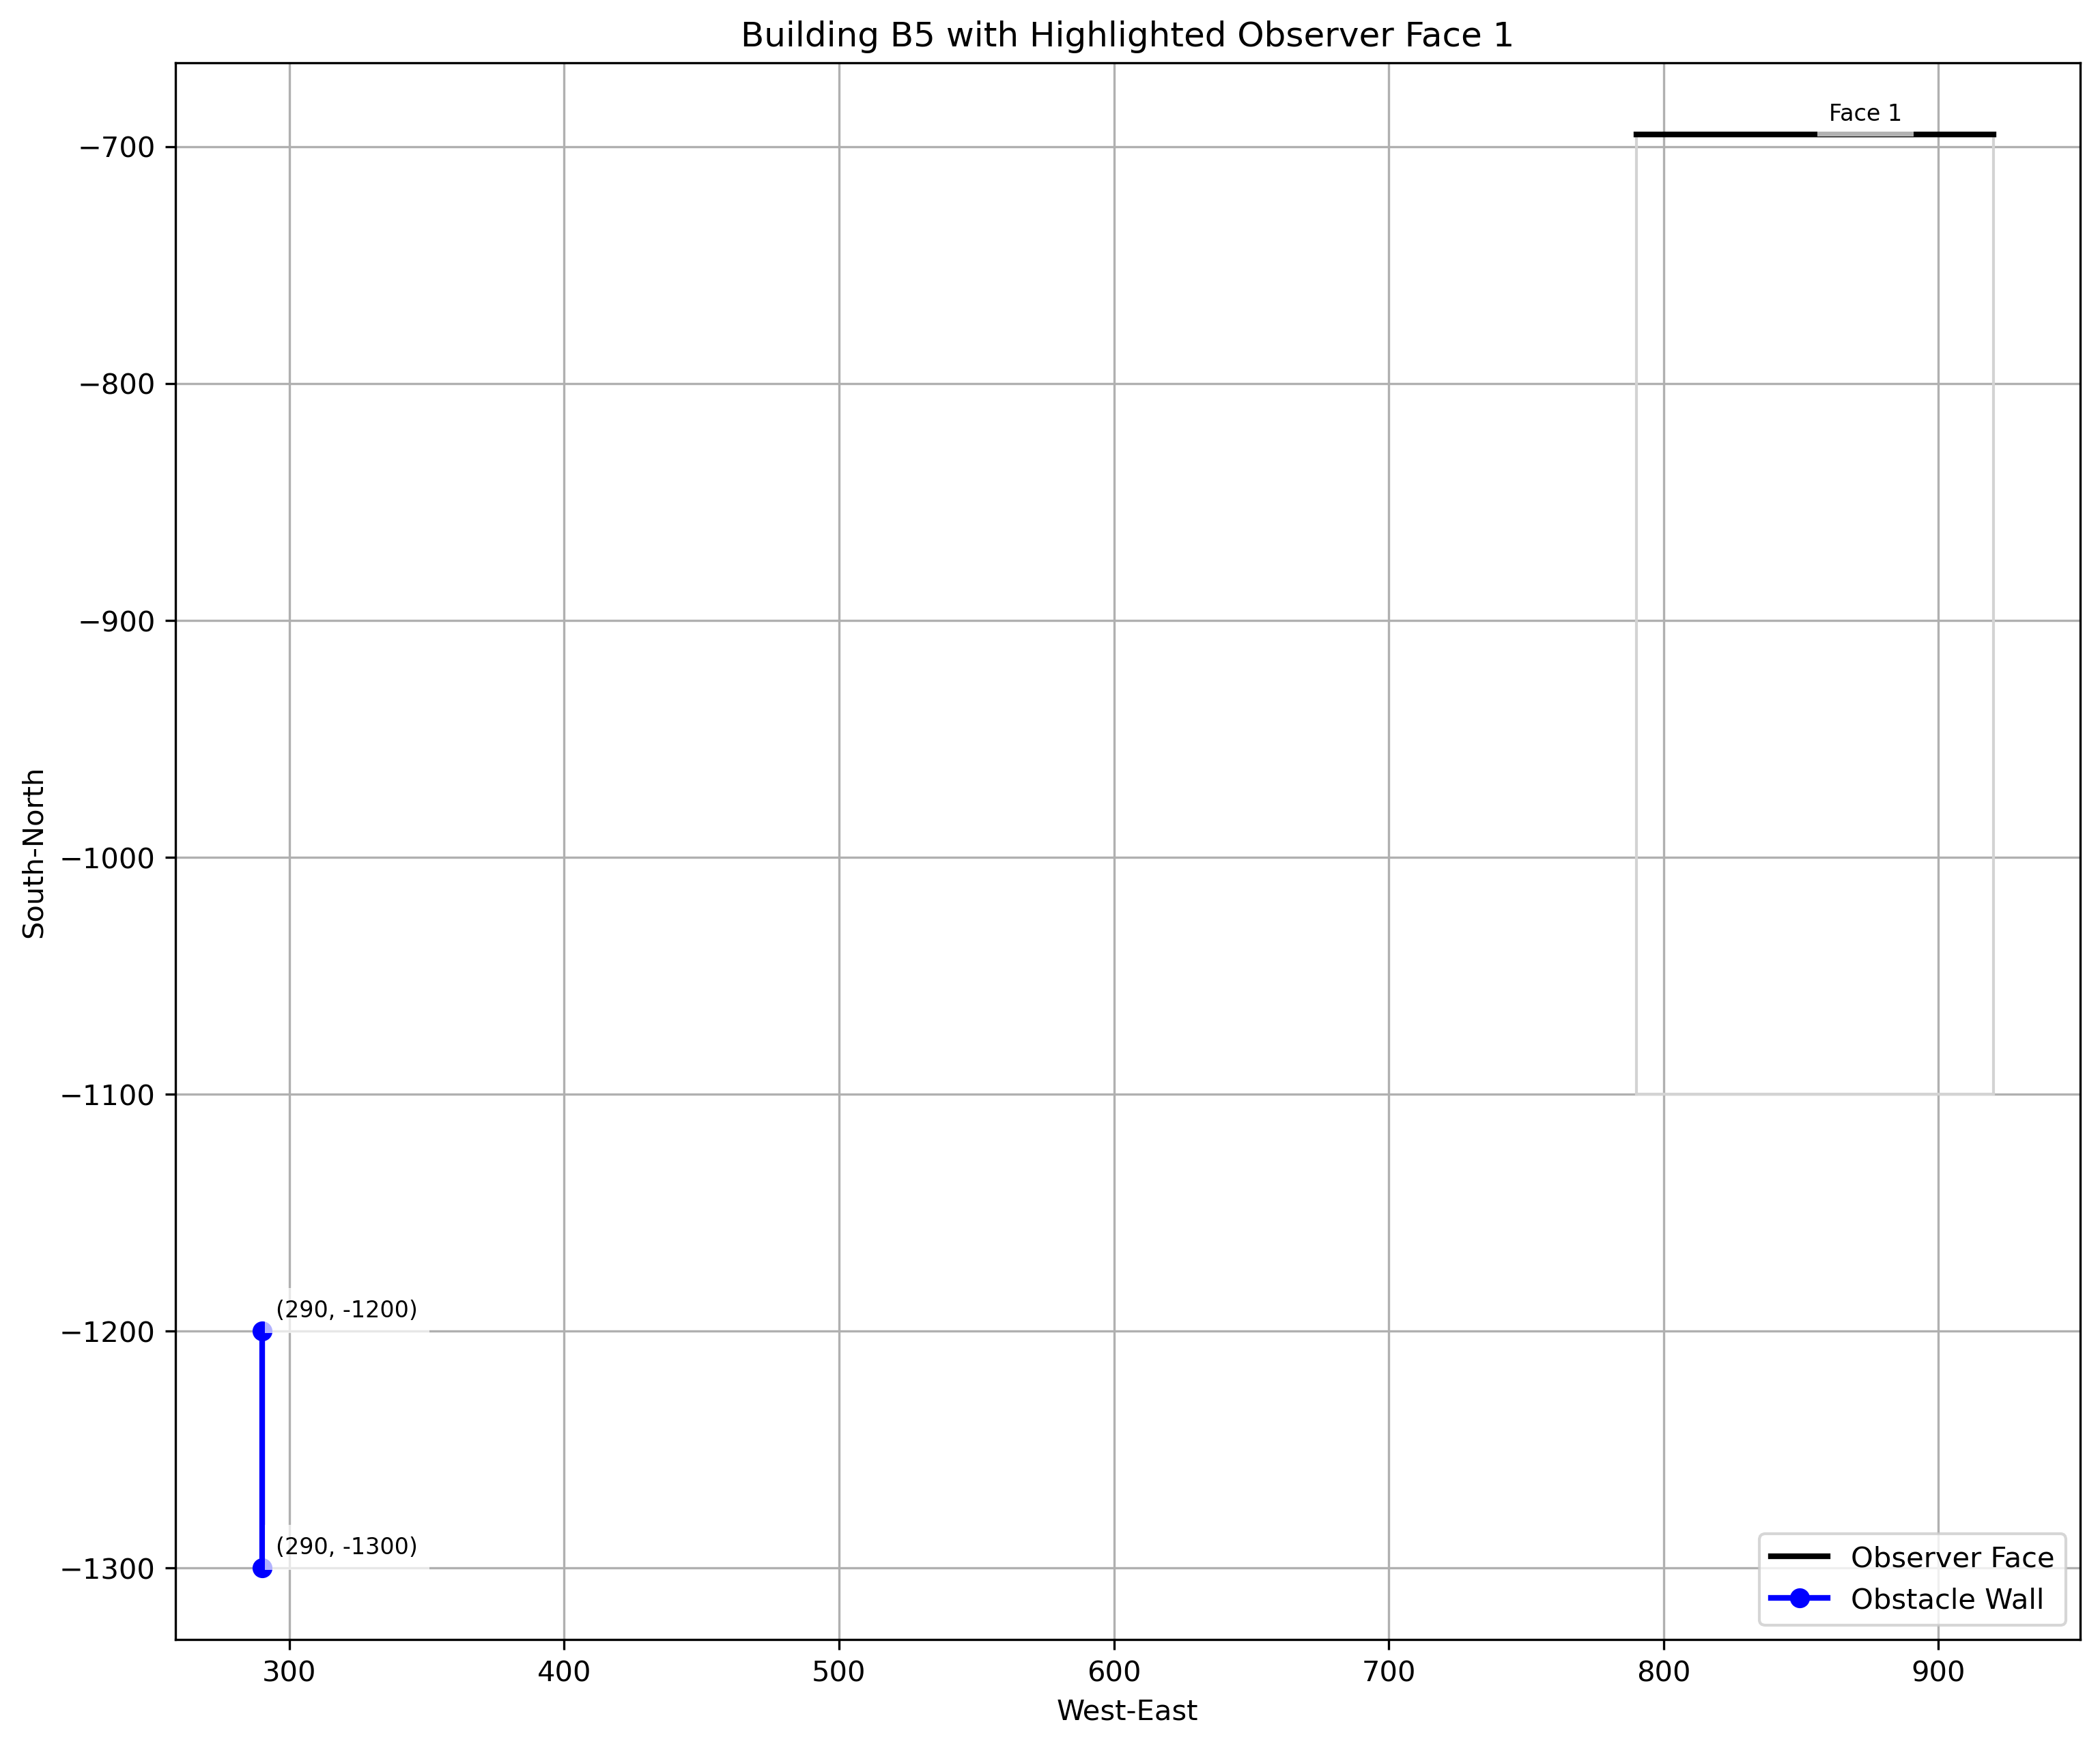 Building B5 with Highlighted Observer Face 1
Face 1
−700
−800
−900
−1000
−1100
−1200
−1300
South-North
(290, -1200)
(290, -1300)
Observer Face
Obstacle Wall
300
400
500
600
700
800
900
West-East